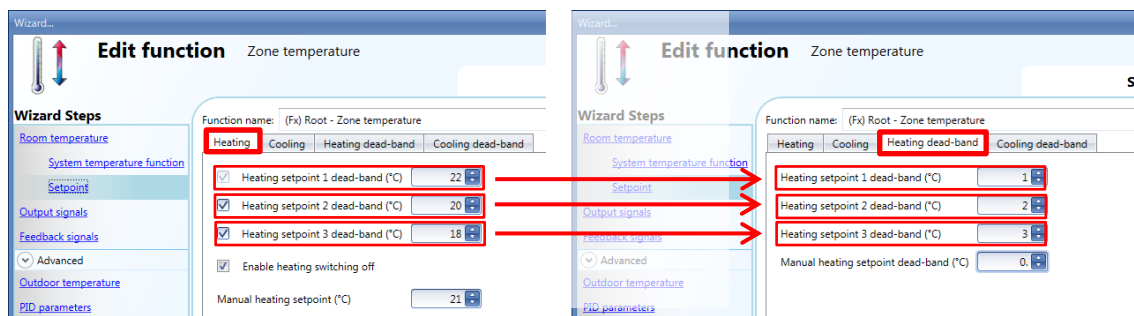 Wizard...
Edit function Zone temperature
Wizard Steps
Room temperature
System temperature function
Setpoint
Output signals
Feedback signals
Advanced
Outdoor temperature
PID parameters
Function name: (Fx) Root - Zone temperature
Heating Cooling Heating dead-band Cooling dead-band
Heating setpoint 1 dead-band (°C) 22
Heating setpoint 2 dead-band (°C) 20
Heating setpoint 3 dead-band (°C) 18
Enable heating switching off
Manual heating setpoint (°C) 21
Wizard...
Edit function Zone temperature
S
Wizard Steps
Room temperature
System temperature function
Setpoint
Output signals
Feedback signals
Advanced
Outdoor temperature
PID parameters
Function name: (Fx) Root - Zone temperature
Heating Cooling Heating dead-band Cooling dead-band
Heating setpoint 1 dead-band (°C) 1
Heating setpoint 2 dead-band (°C) 2
Heating setpoint 3 dead-band (°C) 3
Manual heating setpoint dead-band (°C) 0.